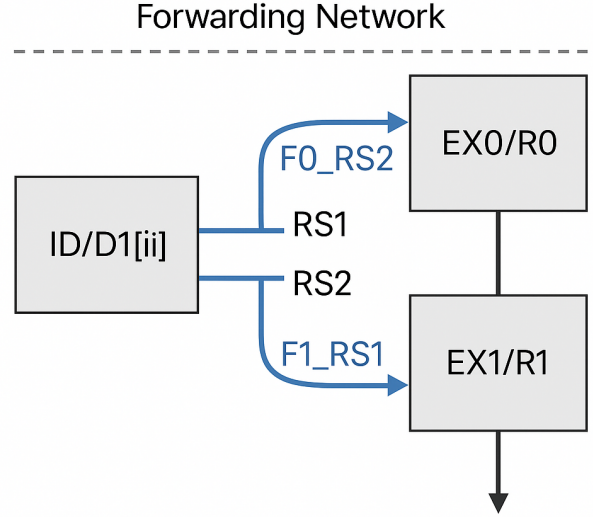 Forwarding Network
EX0/R0
F0_RS2
ID/D1[ii]
RS1
RS2
F1_RS1
EX1/R1